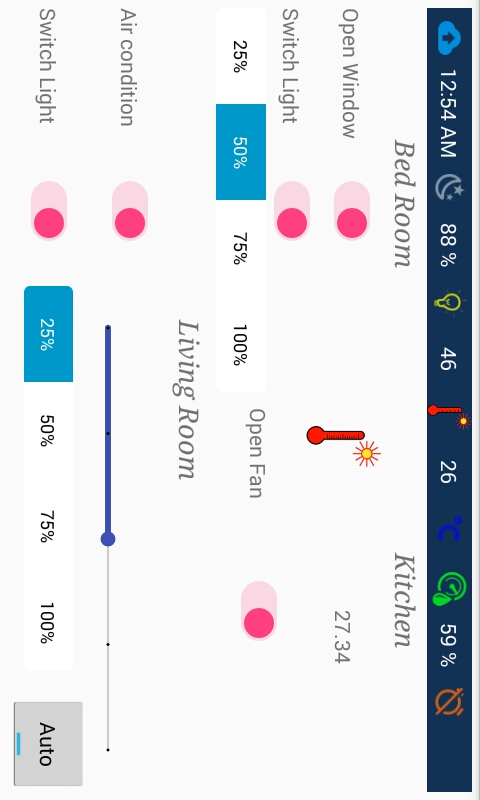 12:54 AM 88 % 46 26 °C 59 %
Bed Room Kitchen
Open Window 27.34
Switch Light
25% 50% 75% 100% Open Fan
Living Room
Air condition
Switch Light 25% 50% 75% 100% Auto